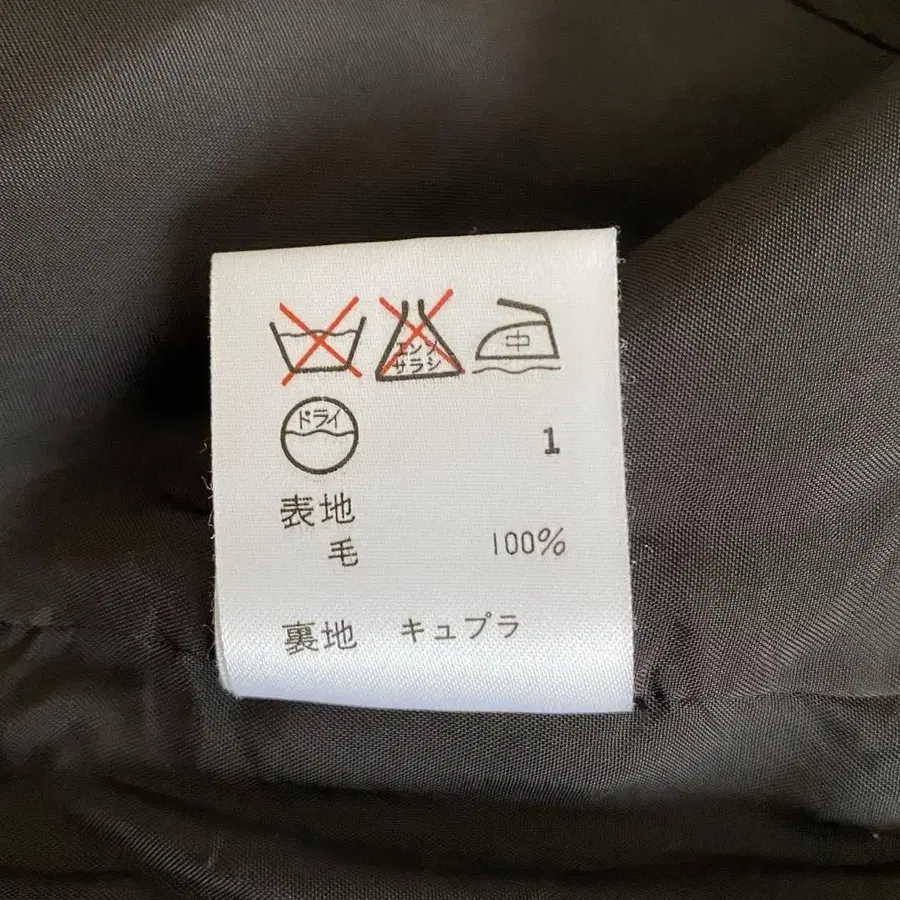 エンソ
サラシ
中
ドライ
1
表地
毛 100%
裏地 キュプラ